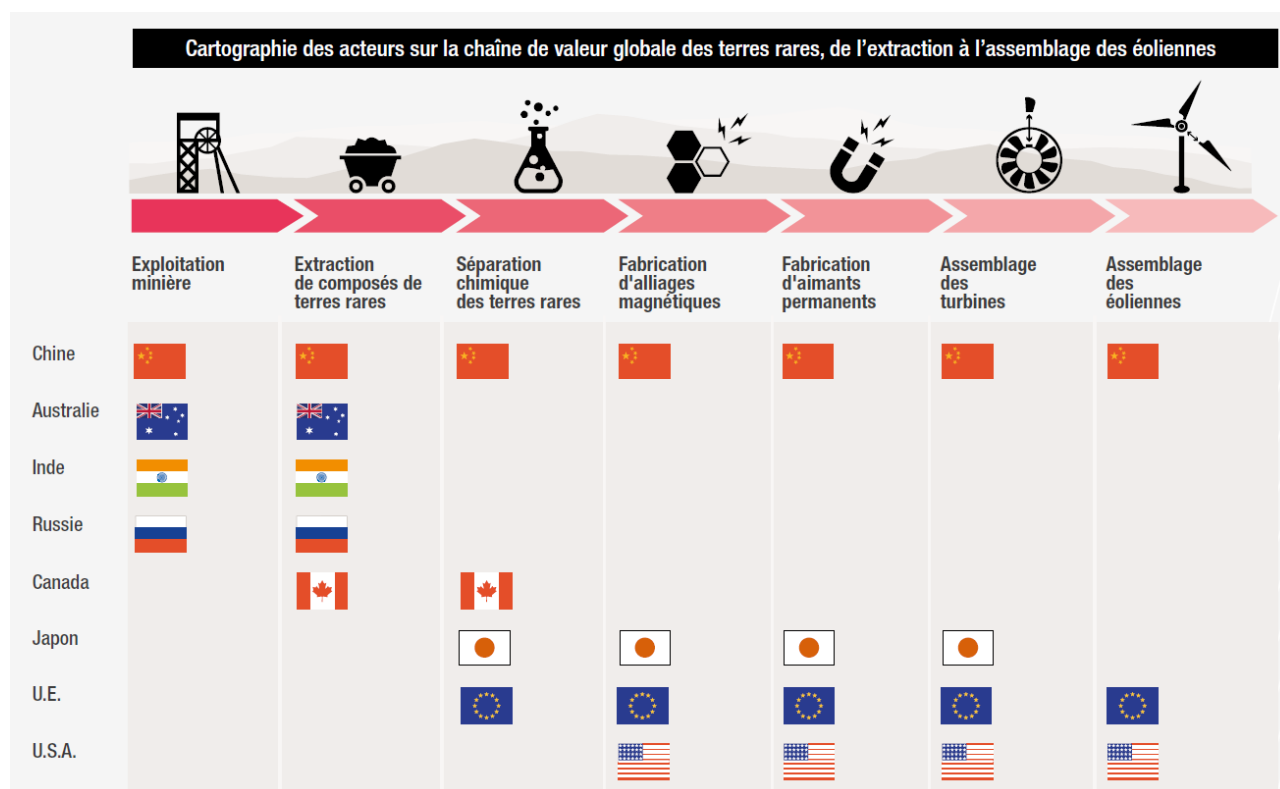 Cartographie des acteurs sur la chaîne de valeur globale des terres rares, de l'extraction à l'assemblage des éoliennes
Exploitation
minière
Extraction
de composés de
terres rares
Séparation
chimique
des terres rares
Fabrication
d'alliages
magnétiques
Fabrication
d'aimants
permanents
Assemblage
des
turbines
Assemblage
des
éoliennes
Chine
Australie
Inde
Russie
Canada
Japon
U.E.
U.S.A.